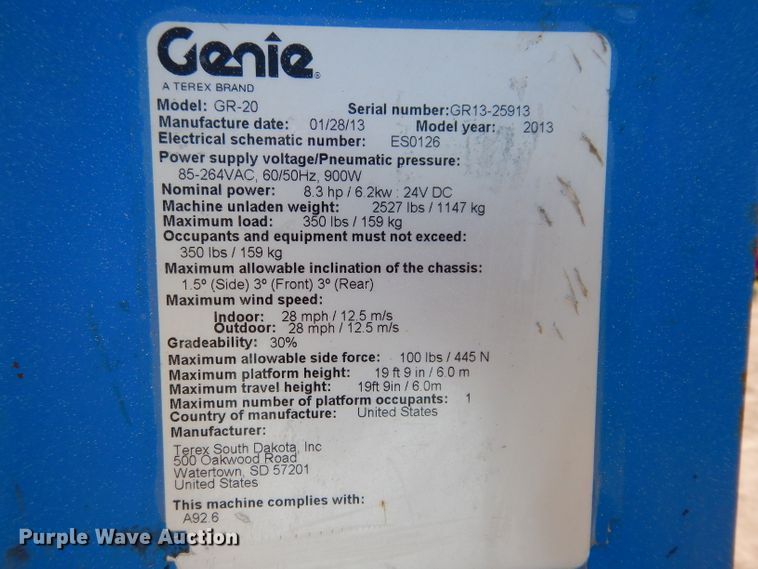 Genie
A TEREX BRAND
Model: GR-20 Serial number:GR13-25913
Manufacture date: 01/28/13 Model year: 2013
Electrical schematic number: ES0126
Power supply voltage/Pneumatic pressure:
85-264VAC, 60/50Hz, 900W
Nominal power: 8.3 hp / 6.2kw : 24V DC
Machine unladen weight: 2527 lbs / 1147 kg
Maximum load: 350 lbs / 159 kg
Occupants and equipment must not exceed:
350 lbs / 159 kg
Maximum allowable inclination of the chassis:
1.5º (Side) 3º (Front) 3º (Rear)
Maximum wind speed:
Indoor: 28 mph / 12.5 m/s
Outdoor: 28 mph / 12.5 m/s
Gradeability: 30%
Maximum allowable side force: 100 lbs / 445 N
Maximum platform height: 19 ft 9 in / 6.0 m
Maximum travel height: 19ft 9in / 6.0m
Maximum number of platform occupants: 1
Country of manufacture: United States
Manufacturer:
Terex South Dakota, Inc
500 Oakwood Road
Watertown, SD 57201
United States
This machine complies with:
A92.6
Purple Wave Auction